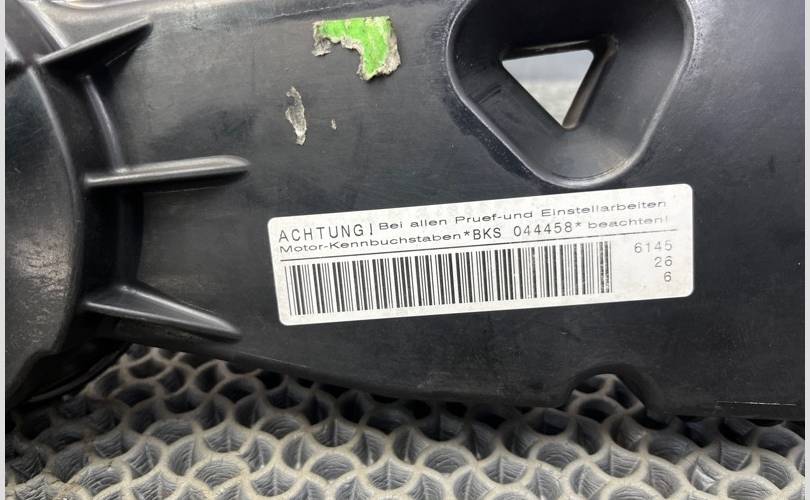 ACHTUNG! Bei allen Pruef-und Einstellarbeiten
Motor-Kennbuchstaben*BKS 044458* beachten!
6145
26
6